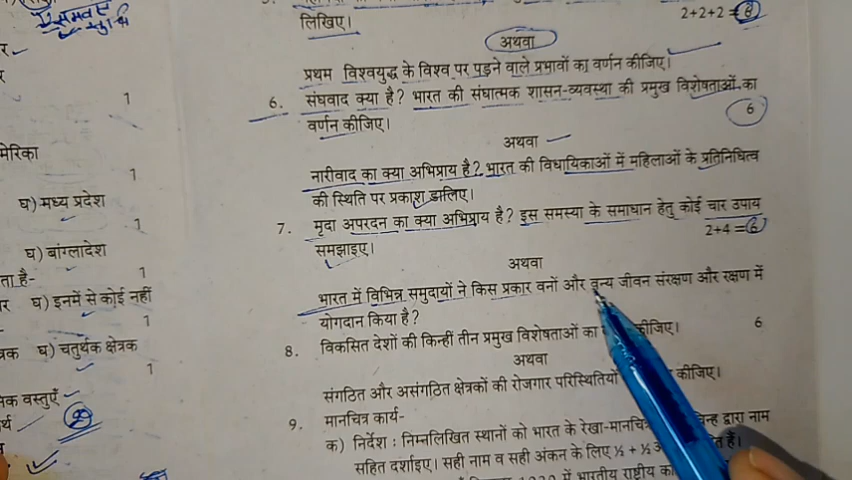 लिखिए।
2+2+2 = 6
अथवा
प्रथम विश्वयुद्ध के विश्व पर पड़ने वाले प्रभावों का वर्णन कीजिए।
6. संघवाद क्या है? भारत की संघात्मक शासन-व्यवस्था की प्रमुख विशेषताओं का
वर्णन कीजिए।
6
अथवा
नारीवाद का क्या अभिप्राय है? भारत की विधायिकाओं में महिलाओं के प्रतिनिधित्व
की स्थिति पर प्रकाश डालिए।
7. मृदा अपरदन का क्या अभिप्राय है? इस समस्या के समाधान हेतु कोई चार उपाय
समझाइए।
2+4=6
अथवा
भारत में विभिन्न समुदायों ने किस प्रकार वनों और वन्य जीवन संरक्षण और रक्षण में
योगदान किया है?
8. विकसित देशों की किन्हीं तीन प्रमुख विशेषताओं का कीजिए।
6
अथवा
संगठित और असंगठित क्षेत्रकों की रोजगार परिस्थितियों कीजिए।
9. मानचित्र कार्य-
क) निर्देश : निम्नलिखित स्थानों को भारत के रेखा-मानचित्र द्वारा नाम
सहित दर्शाइए। सही नाम व सही अंकन के लिए ½ + ½ हैं।
में भारतीय राष्ट्रीय
1
मेरिका
1
घ) मध्य प्रदेश
1
घ) बांग्लादेश
ता है-
1
घ) इनमें से कोई नहीं
1
त्रक घ) चतुर्थक क्षेत्रक
1
वस्तुएँ